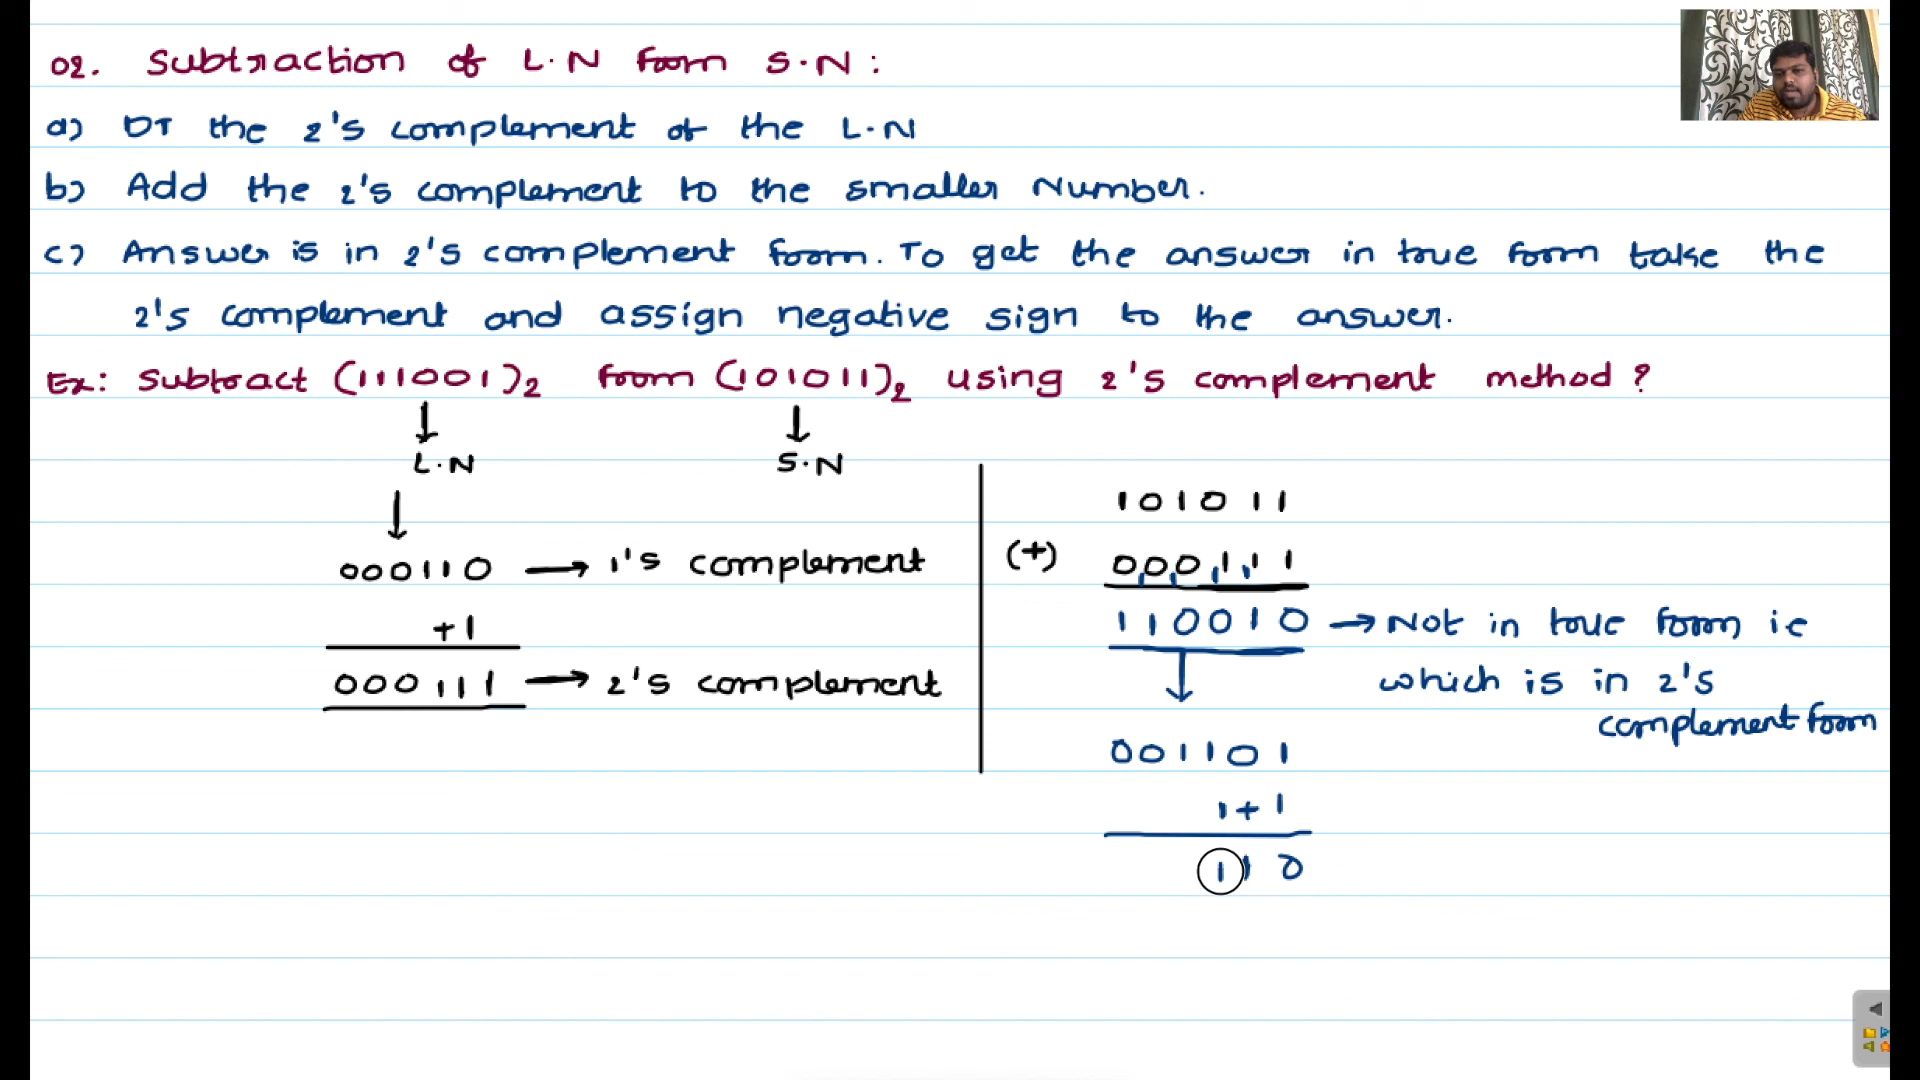 02. Subtraction of L.N from S.N :
a) DT the 2's complement of the L.N
b) Add the 2's complement to the smaller Number.
c) Answer is in 2's complement form. To get the answer in true form take the
2's complement and assign negative sign to the answer.
Ex: Subtract (111001)2 from (101011)2 using 2's complement method ?
↓ ↓
L.N S.N
↓
000110 → 1's complement
+1
000111 → 2's complement
101011
(+) 000111
1 1 1 1
110010 → Not in true form ie
which is in 2's
complement form
↓
001101
1+1
110